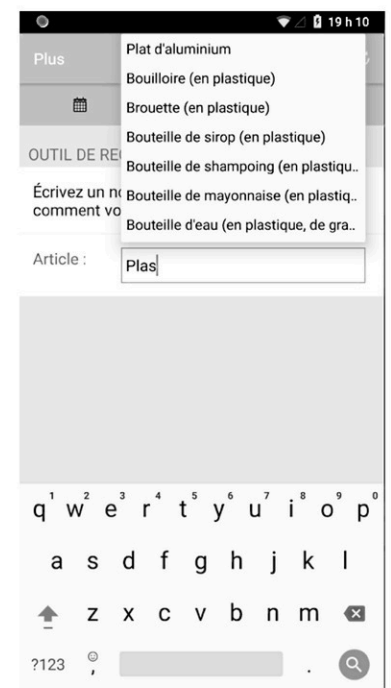 19 h 10
Plus
Plat d'aluminium
Bouilloire (en plastique)
Brouette (en plastique)
Bouteille de sirop (en plastique)
Bouteille de shampoing (en plastiqu..
Bouteille de mayonnaise (en plastiq..
Bouteille d'eau (en plastique, de gra..
OUTIL DE RE
Écrivez un no
comment vo
Article :
Plas
1 2 3 4 5 6 7 8 9 0
q w e r t y u i o p
a s d f g h j k l
z x c v b n m
?123 , .